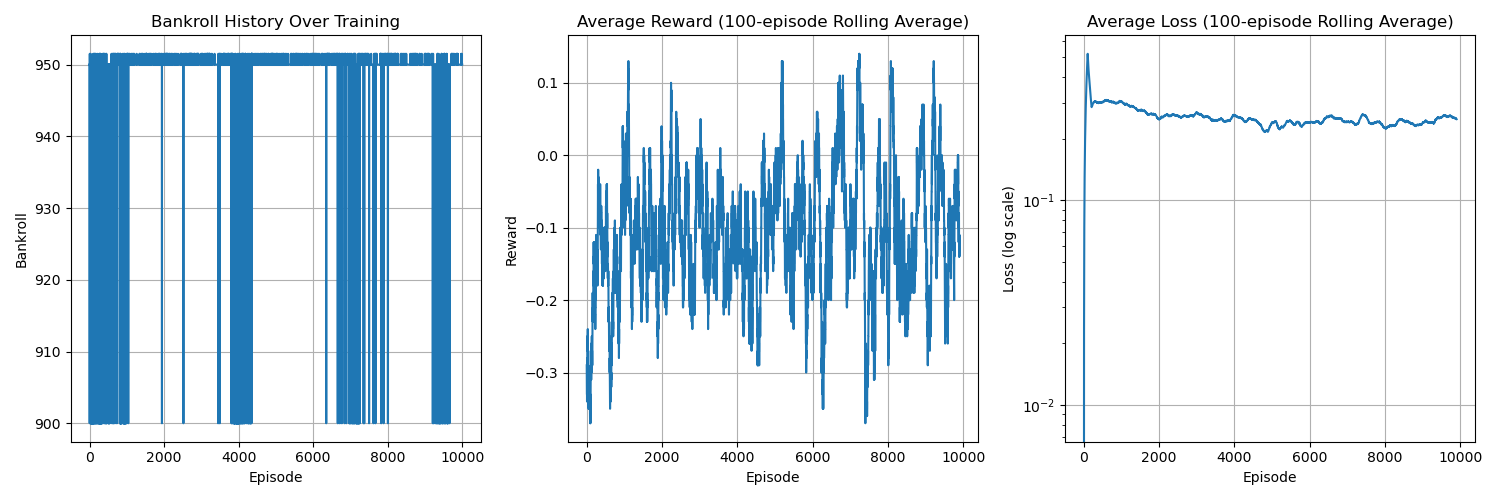 Bankroll History Over Training
950
940
930
920
910
900
Bankroll
0 2000 4000 6000 8000 10000
Episode
Average Reward (100-episode Rolling Average)
0.1
0.0
−0.1
−0.2
−0.3
Reward
0 2000 4000 6000 8000 10000
Episode
Average Loss (100-episode Rolling Average)
10⁻¹
10⁻²
Loss (log scale)
0 2000 4000 6000 8000 10000
Episode